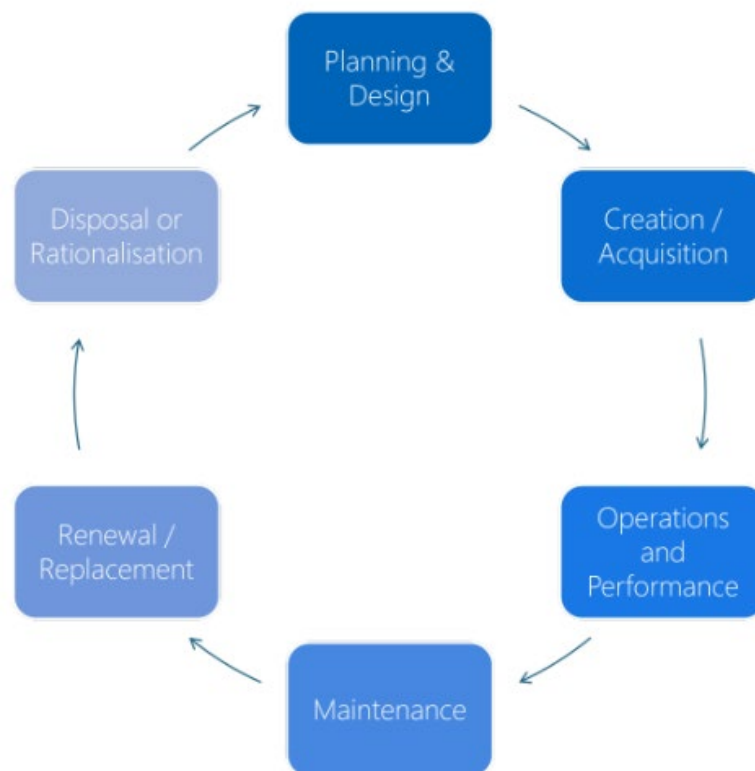 Planning &
Design
Creation /
Acquisition
Operations
and
Performance
Maintenance
Renewal /
Replacement
Disposal or
Rationalisation